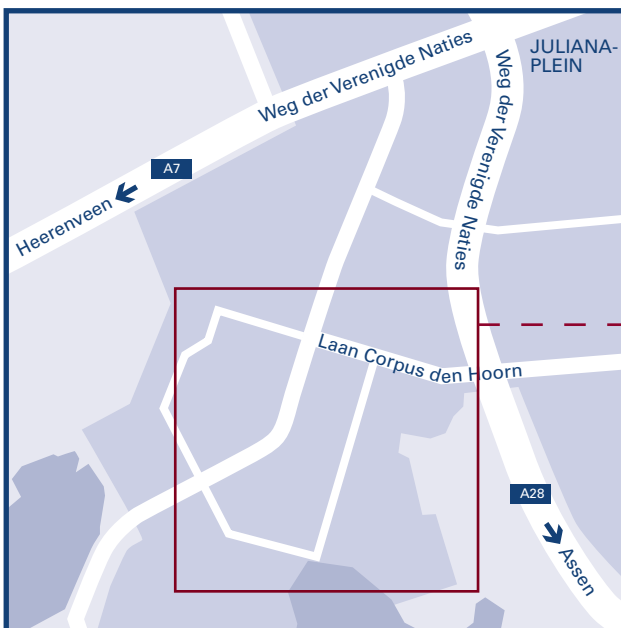 JULIANA-
PLEIN
Weg der Verenigde Naties
Weg der Verenigde Naties
A7
Heerenveen
Laan Corpus den Hoorn
A28
Assen